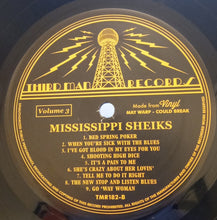 THIRD MAN RECORDS
Volume 3
Made from Vinyl
MAY WARP - COULD BREAK
MISSISSIPPI SHEIKS
1. BED SPRING POKER
2. WHEN YOU'RE SICK WITH THE BLUES
3. I'VE GOT BLOOD IN MY EYES FOR YOU
4. SHOOTING HIGH DICE
5. IT'S A PAIN TO ME
6. SHE'S CRAZY ABOUT HER LOVIN'
7. TELL ME TO DO IT RIGHT
8. THE NEW STOP AND LISTEN BLUES
9. GO 'WAY WOMAN
TMR182-B